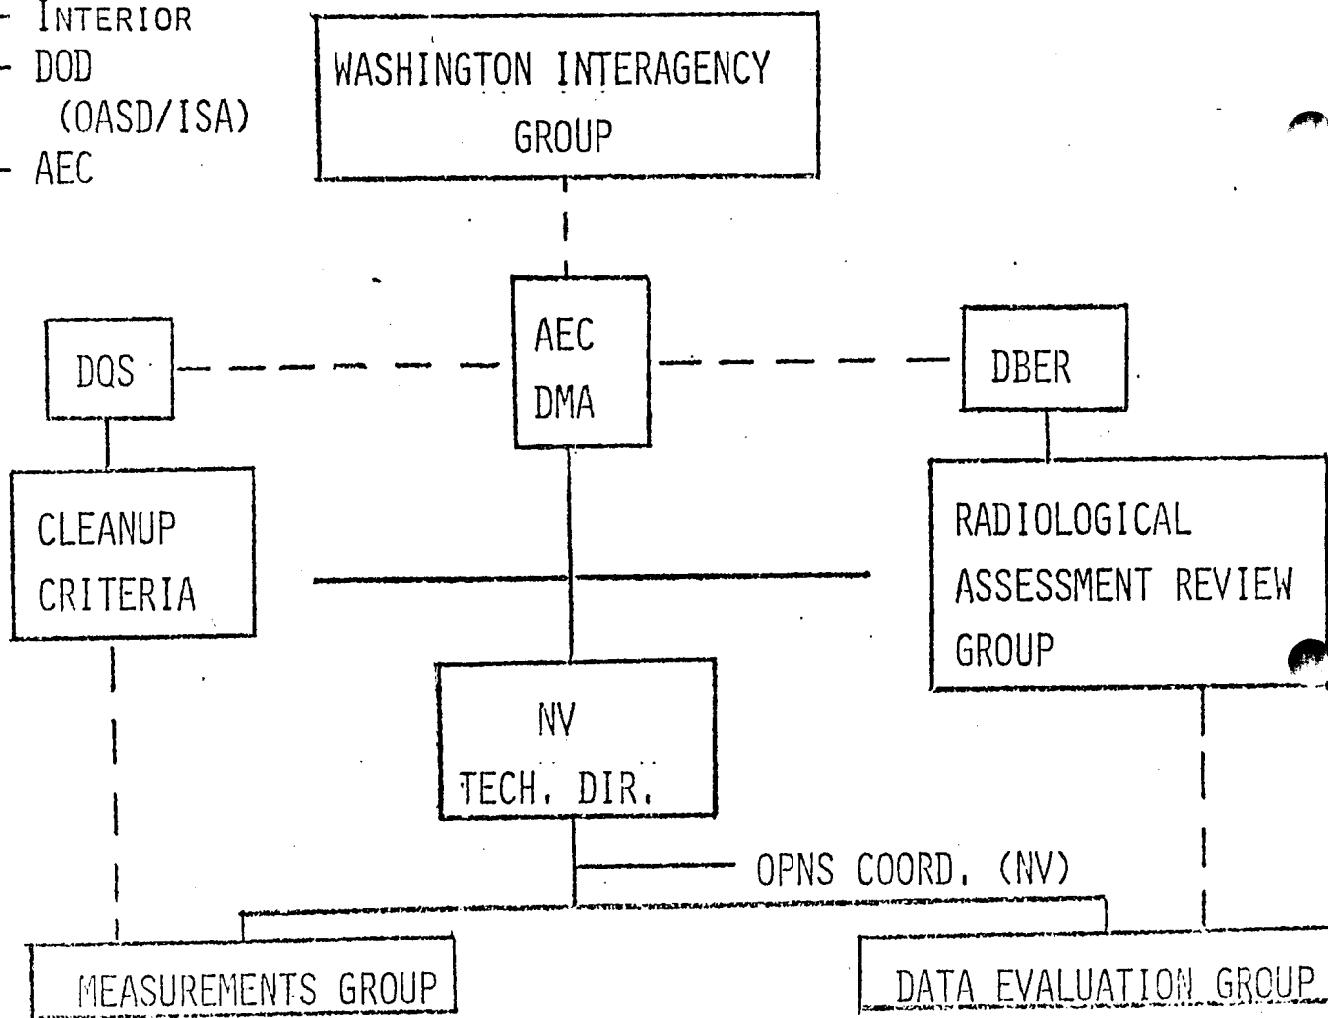 - INTERIOR
- DOD
(OASD/ISA)
- AEC
WASHINGTON INTERAGENCY
GROUP
AEC
DMA
DOS
DBER
CLEANUP
CRITERIA
RADIOLOGICAL
ASSESSMENT REVIEW
GROUP
NV
TECH. DIR.
OPNS COORD. (NV)
MEASUREMENTS GROUP
DATA EVALUATION GROUP